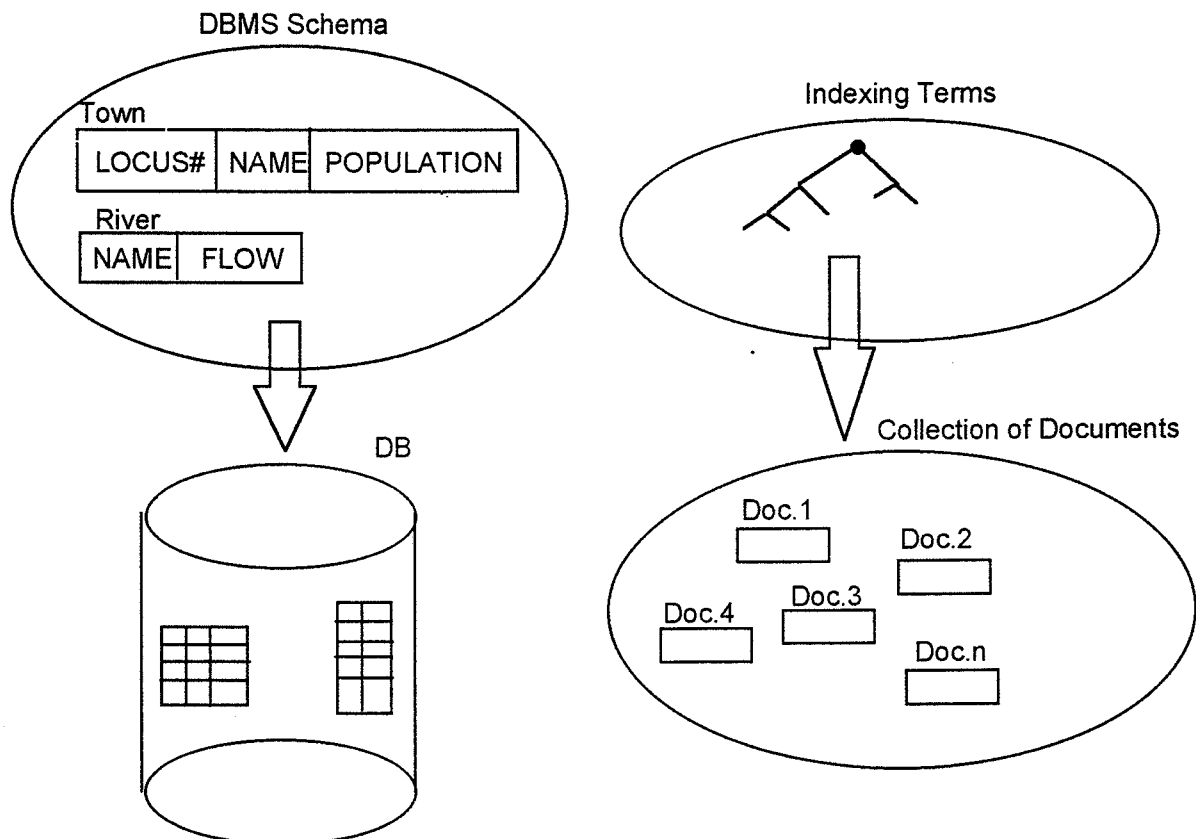 DBMS Schema
Town
LOCUS# NAME POPULATION
River
NAME FLOW
DB
Indexing Terms
Collection of Documents
Doc.1
Doc.2
Doc.3
Doc.4
Doc.n